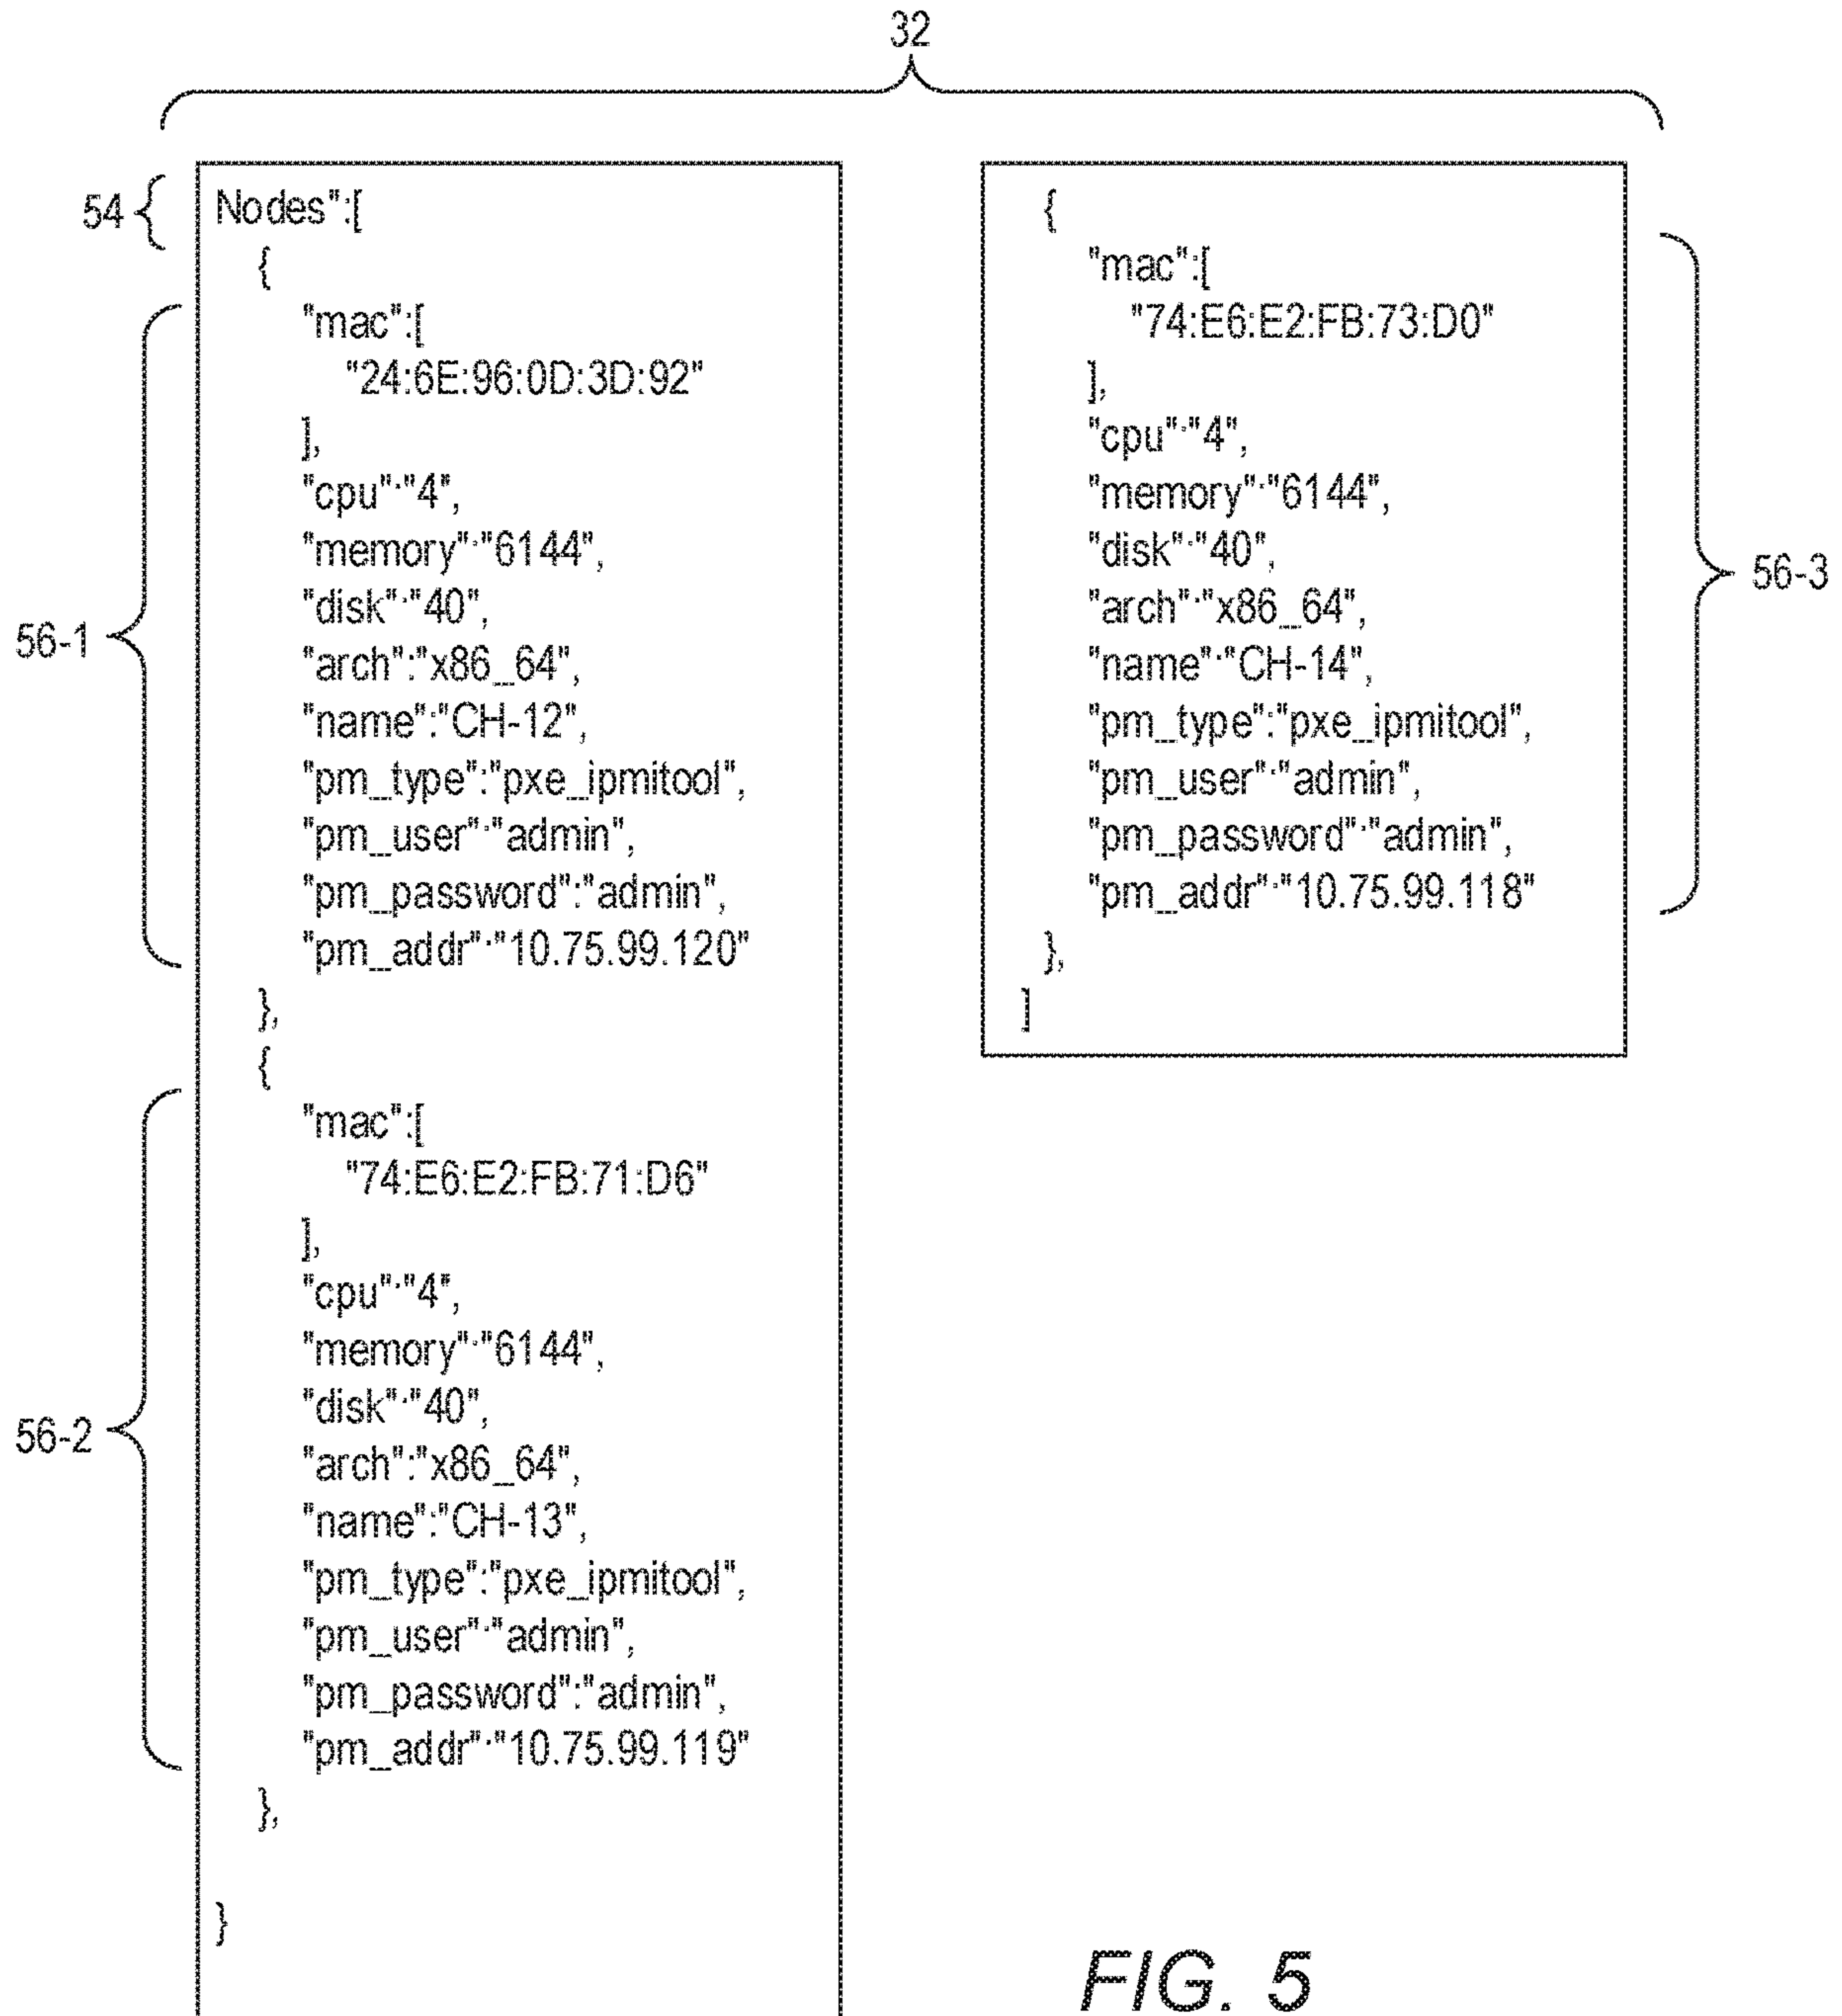 32
54
Nodes":[
{
56-1
"mac":[
"24:6E:96:0D:3D:92"
],
"cpu":"4",
"memory":"6144",
"disk":"40",
"arch":"x86_64",
"name":"CH-12",
"pm_type":"pxe_ipmitool",
"pm_user":"admin",
"pm_password":"admin",
"pm_addr":"10.75.99.120"
},
{
56-2
"mac":[
"74:E6:E2:FB:71:D6"
],
"cpu":"4",
"memory":"6144",
"disk":"40",
"arch":"x86_64",
"name":"CH-13",
"pm_type":"pxe_ipmitool",
"pm_user":"admin",
"pm_password":"admin",
"pm_addr":"10.75.99.119"
},
}
{
"mac":[
"74:E6:E2:FB:73:D0"
],
"cpu":"4",
"memory":"6144",
"disk":"40",
"arch":"x86_64",
"name":"CH-14",
"pm_type":"pxe_ipmitool",
"pm_user":"admin",
"pm_password":"admin",
"pm_addr":"10.75.99.118"
},
]
56-3
FIG. 5